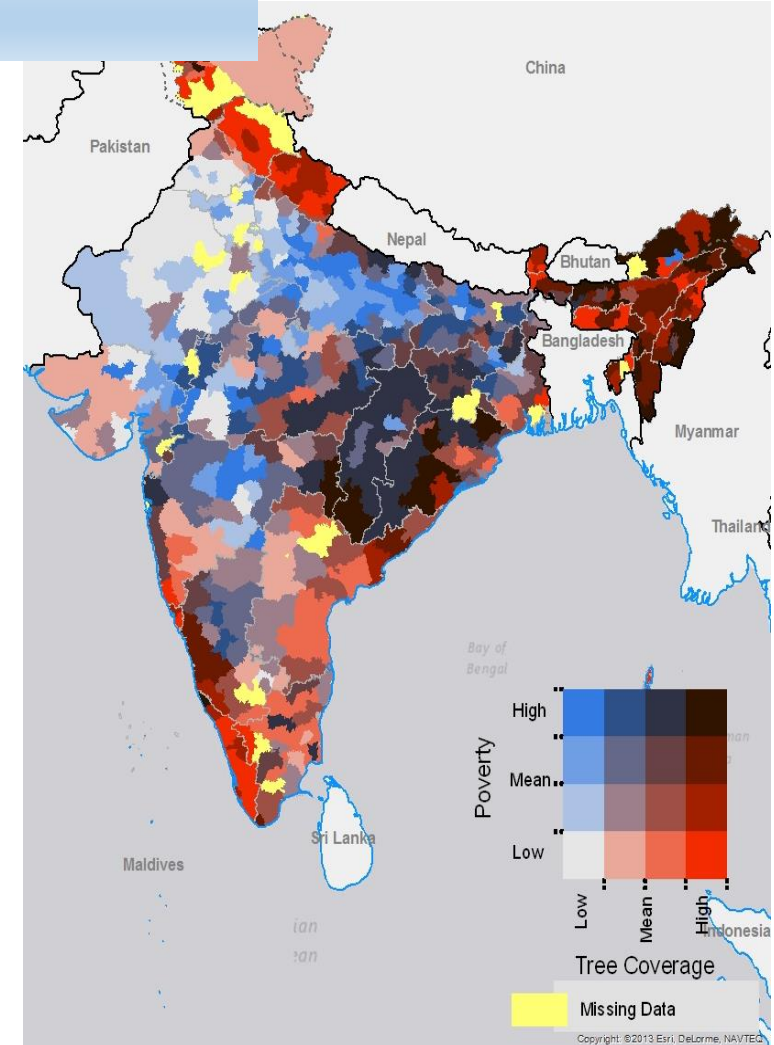 China
Pakistan
Nepal
Bhutan
Bangladesh
Myanmar
Thailand
Bay of
Bengal
Sri Lanka
Maldives
Indonesia
Poverty
High
Mean
Low
Low
Mean
High
Tree Coverage
Missing Data
Copyright: ©2013 Esri, DeLorme, NAVTEQ